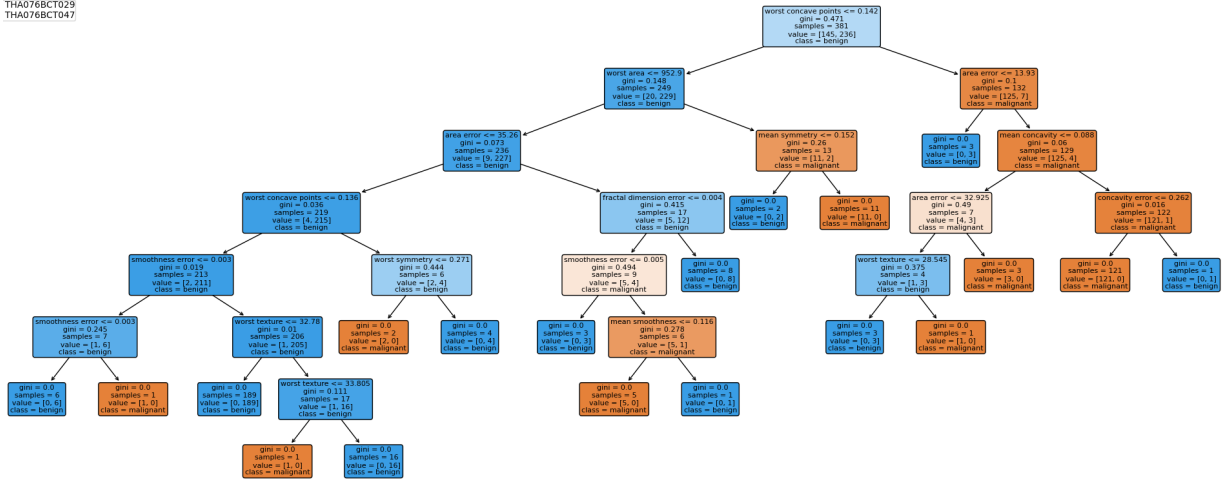 THA076BCT029
THA076BCT047
worst concave points <= 0.142
gini = 0.471
samples = 381
value = [145, 236]
class = benign
worst area <= 952.9
gini = 0.148
samples = 249
value = [20, 229]
class = benign
area error <= 13.93
gini = 0.1
samples = 132
value = [125, 7]
class = malignant
area error <= 35.26
gini = 0.073
samples = 236
value = [9, 227]
class = benign
mean symmetry <= 0.152
gini = 0.26
samples = 13
value = [11, 2]
class = malignant
gini = 0.0
samples = 3
value = [0, 3]
class = benign
mean concavity <= 0.088
gini = 0.06
samples = 129
value = [125, 4]
class = malignant
worst concave points <= 0.136
gini = 0.036
samples = 219
value = [4, 215]
class = benign
fractal dimension error <= 0.004
gini = 0.415
samples = 17
value = [5, 12]
class = benign
gini = 0.0
samples = 2
value = [0, 2]
class = benign
gini = 0.0
samples = 11
value = [11, 0]
class = malignant
area error <= 32.925
gini = 0.49
samples = 7
value = [4, 3]
class = malignant
concavity error <= 0.262
gini = 0.016
samples = 122
value = [121, 1]
class = malignant
smoothness error <= 0.003
gini = 0.019
samples = 213
value = [2, 211]
class = benign
worst symmetry <= 0.271
gini = 0.444
samples = 6
value = [2, 4]
class = benign
smoothness error <= 0.005
gini = 0.494
samples = 9
value = [5, 4]
class = malignant
gini = 0.0
samples = 8
value = [0, 8]
class = benign
worst texture <= 28.545
gini = 0.375
samples = 4
value = [1, 3]
class = benign
gini = 0.0
samples = 3
value = [3, 0]
class = malignant
gini = 0.0
samples = 121
value = [121, 0]
class = malignant
gini = 0.0
samples = 1
value = [0, 1]
class = benign
smoothness error <= 0.003
gini = 0.245
samples = 7
value = [1, 6]
class = benign
worst texture <= 32.78
gini = 0.01
samples = 206
value = [1, 205]
class = benign
gini = 0.0
samples = 2
value = [2, 0]
class = malignant
gini = 0.0
samples = 4
value = [0, 4]
class = benign
gini = 0.0
samples = 3
value = [0, 3]
class = benign
mean smoothness <= 0.116
gini = 0.278
samples = 6
value = [5, 1]
class = malignant
gini = 0.0
samples = 3
value = [0, 3]
class = benign
gini = 0.0
samples = 1
value = [1, 0]
class = malignant
gini = 0.0
samples = 6
value = [0, 6]
class = benign
gini = 0.0
samples = 1
value = [1, 0]
class = malignant
gini = 0.0
samples = 189
value = [0, 189]
class = benign
worst texture <= 33.805
gini = 0.111
samples = 17
value = [1, 16]
class = benign
gini = 0.0
samples = 5
value = [5, 0]
class = malignant
gini = 0.0
samples = 1
value = [0, 1]
class = benign
gini = 0.0
samples = 1
value = [1, 0]
class = malignant
gini = 0.0
samples = 16
value = [0, 16]
class = benign